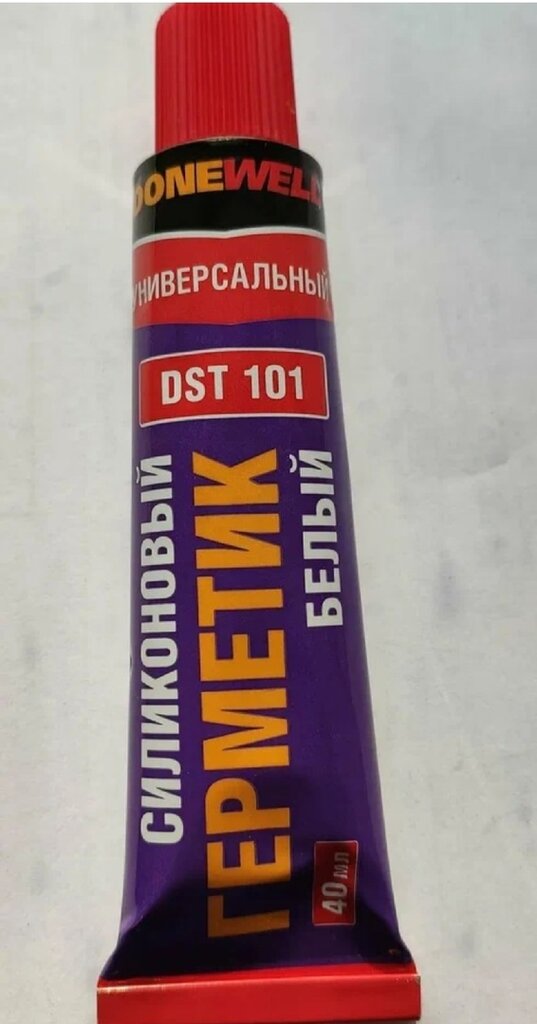 DONEWELL
УНИВЕРСАЛЬНЫЙ
DST 101
СИЛИКОНОВЫЙ
ГЕРМЕТИК
БЕЛЫЙ
40 мл